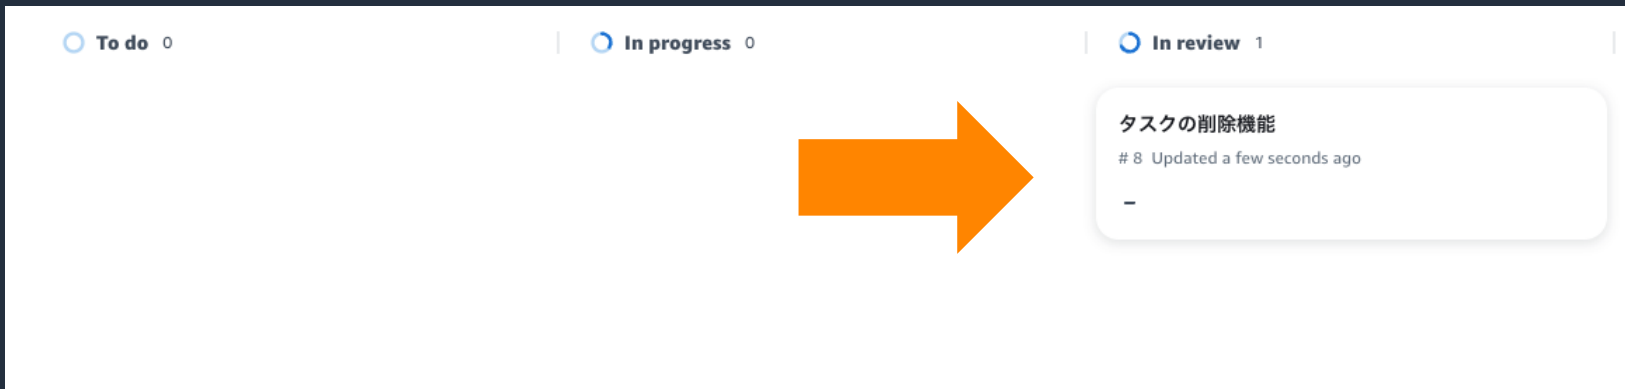 To do 0
In progress 0
In review 1
タスクの削除機能
# 8 Updated a few seconds ago
–